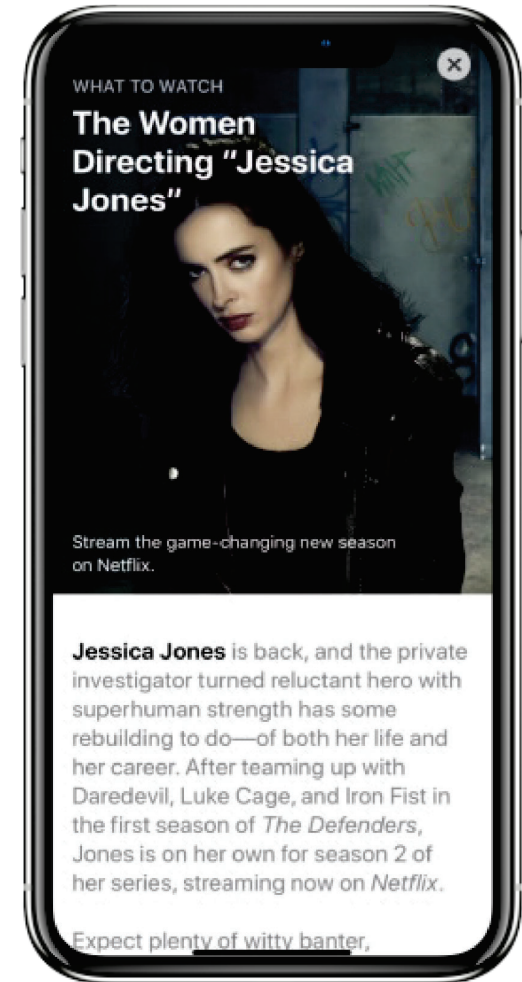 WHAT TO WATCH
The Women
Directing “Jessica
Jones”
Stream the game-changing new season
on Netflix.
Jessica Jones is back, and the private
investigator turned reluctant hero with
superhuman strength has some
rebuilding to do—of both her life and
her career. After teaming up with
Daredevil, Luke Cage, and Iron Fist in
the first season of The Defenders,
Jones is on her own for season 2 of
her series, streaming now on Netflix.
Expect plenty of witty banter,